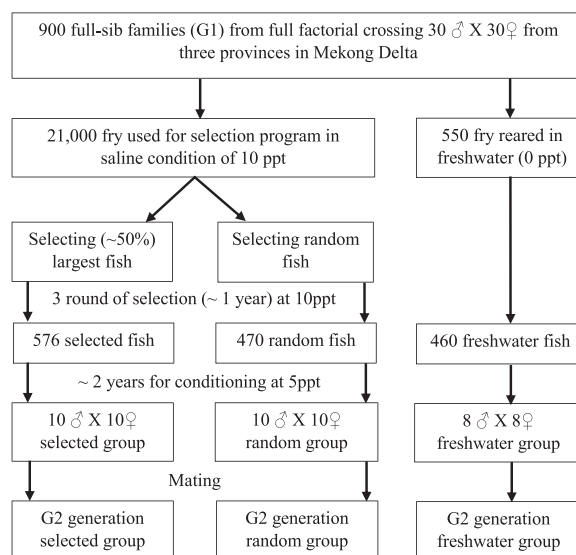 900 full-sib families (G1) from full factorial crossing 30 ♂ X 30♀ from
three provinces in Mekong Delta
21,000 fry used for selection program in
saline condition of 10 ppt
550 fry reared in
freshwater (0 ppt)
Selecting (~50%)
largest fish
Selecting random
fish
3 round of selection (~ 1 year) at 10ppt
576 selected fish
470 random fish
460 freshwater fish
~ 2 years for conditioning at 5ppt
10 ♂ X 10♀
selected group
10 ♂ X 10♀
random group
8 ♂ X 8♀
freshwater group
Mating
G2 generation
selected group
G2 generation
random group
G2 generation
freshwater group